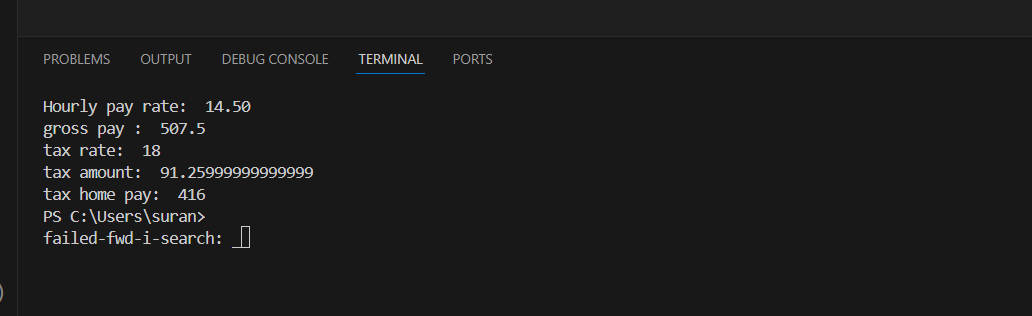 PROBLEMS OUTPUT DEBUG CONSOLE TERMINAL PORTS
Hourly pay rate:  14.50
gross pay :  507.5
tax rate:  18
tax amount:  91.25999999999999
tax home pay:  416
PS C:\Users\suran>
failed-fwd-i-search: _